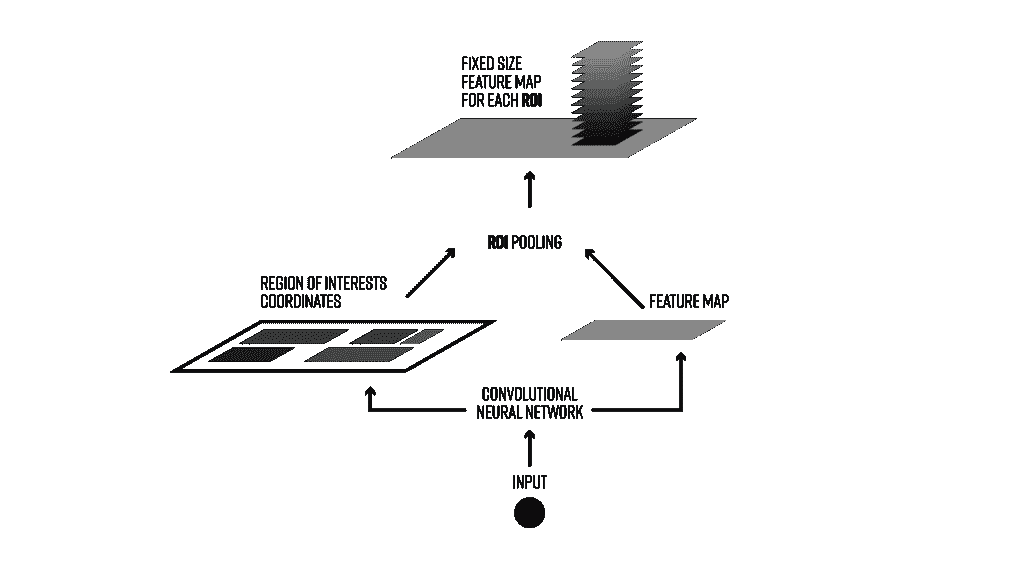 FIXED SIZE
FEATURE MAP
FOR EACH ROI
ROI POOLING
REGION OF INTERESTS
COORDINATES
FEATURE MAP
CONVOLUTIONAL
NEURAL NETWORK
INPUT